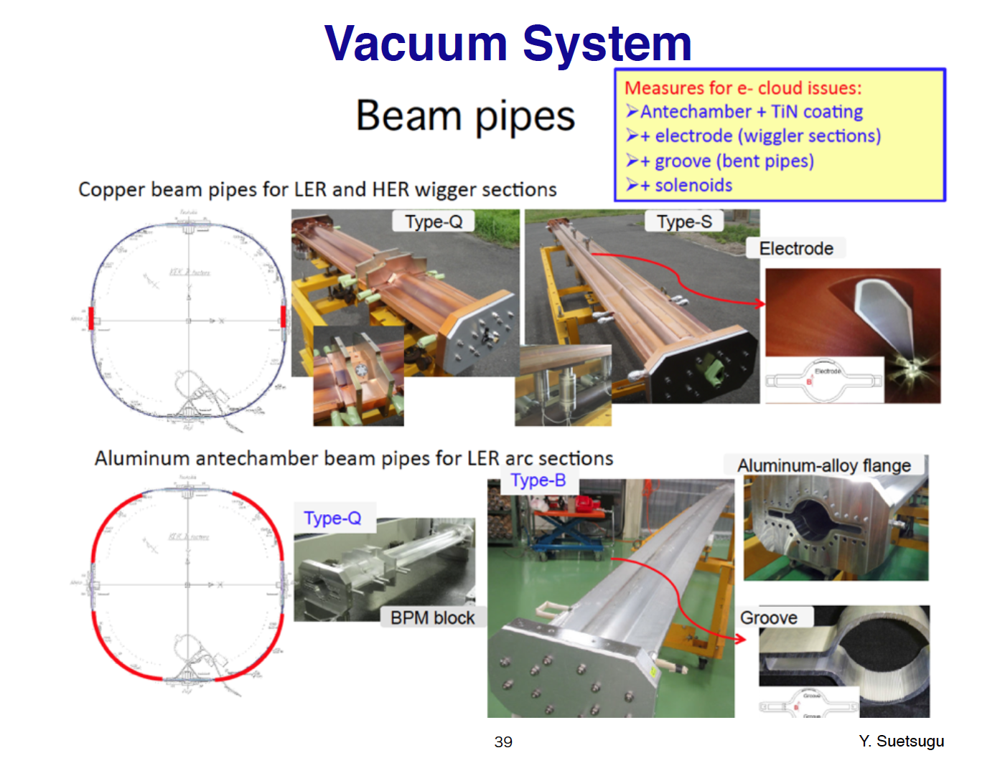 Vacuum System
Beam pipes
Measures for e- cloud issues:
➢Antechamber + TiN coating
➢+ electrode (wiggler sections)
➢+ groove (bent pipes)
➢+ solenoids
Copper beam pipes for LER and HER wigger sections
Type-Q
Type-S
Electrode
Electrode
B
Aluminum antechamber beam pipes for LER arc sections
Type-Q
BPM block
Type-B
Aluminum-alloy flange
Groove
Groove
B
Groove
39
Y. Suetsugu